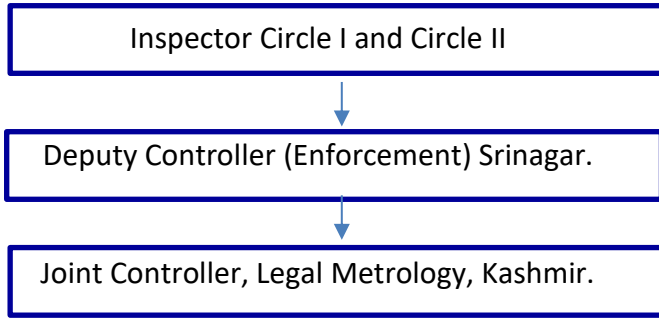 Inspector Circle I and Circle II
Deputy Controller (Enforcement) Srinagar.
Joint Controller, Legal Metrology, Kashmir.